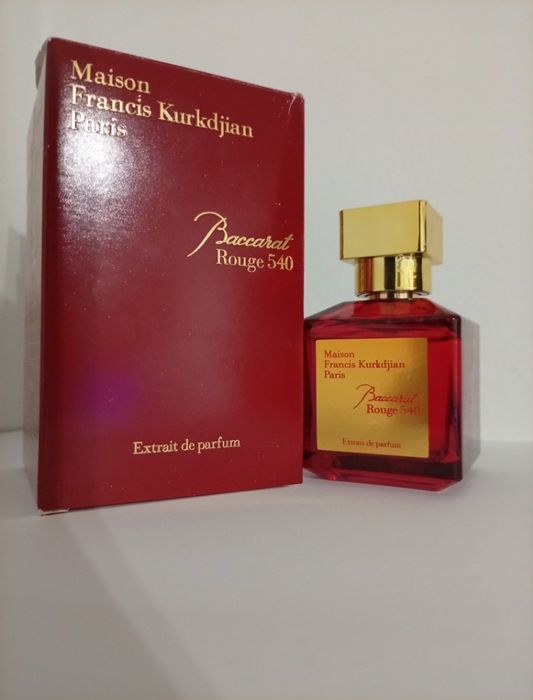 Maison
Francis Kurkdjian
Paris
Baccarat
Rouge 540
Extrait de parfum
Maison
Francis Kurkdjian
Paris
Baccarat
Rouge 540
Extrait de parfum